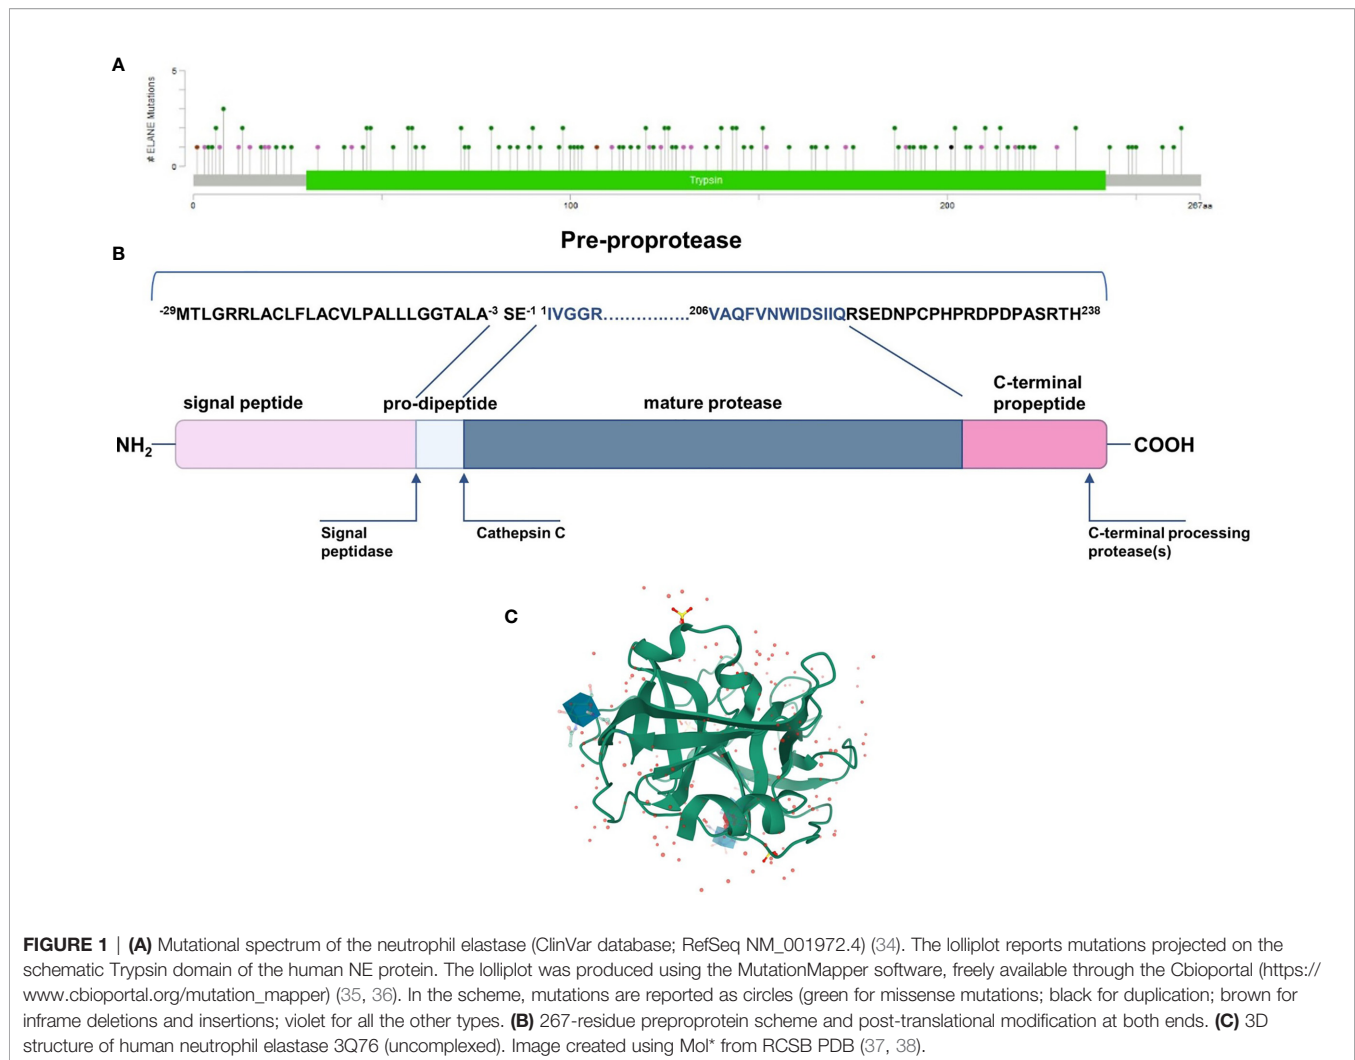 A
5
0
# ELANE Mutations
Trypsin
0
100
200
267aa
Pre-proprotease
B
-29MTLGRRLACLFLACVLPALLLGGTALA-3 SE-1 1IVGGR............... 206VAQFVNWIDSIIQRSEDNPCPHPRDPDPASRTH238
signal peptide
pro-dipeptide
mature protease
C-terminal
propeptide
NH2
COOH
Signal
peptidase
Cathepsin C
C-terminal processing
protease(s)
C
FIGURE 1 | (A) Mutational spectrum of the neutrophil elastase (ClinVar database; RefSeq NM_001972.4) (34). The lolliplot reports mutations projected on the
schematic Trypsin domain of the human NE protein. The lolliplot was produced using the MutationMapper software, freely available through the Cbioportal (https://
www.cbioportal.org/mutation_mapper) (35, 36). In the scheme, mutations are reported as circles (green for missense mutations; black for duplication; brown for
inframe deletions and insertions; violet for all the other types. (B) 267-residue preproprotein scheme and post-translational modification at both ends. (C) 3D
structure of human neutrophil elastase 3Q76 (uncomplexed). Image created using Mol* from RCSB PDB (37, 38).